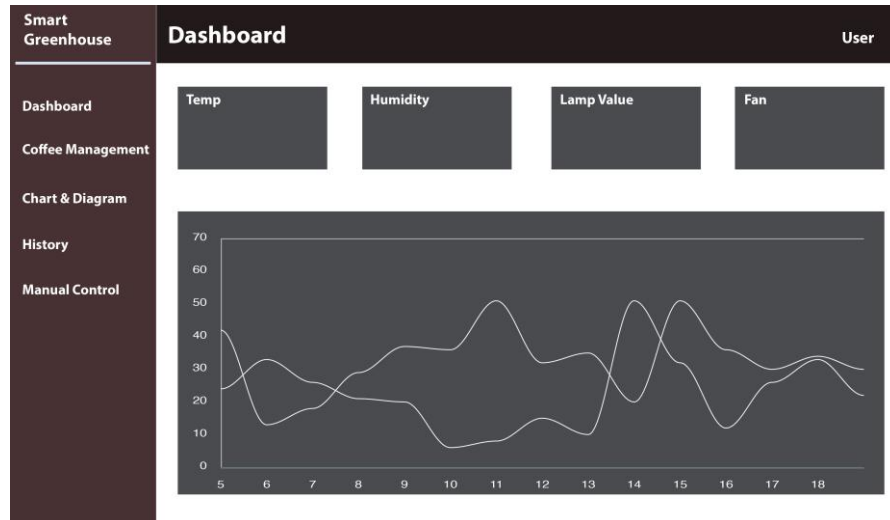 Smart
Greenhouse
Dashboard
User
Dashboard
Coffee Management
Chart & Diagram
History
Manual Control
Temp
Humidity
Lamp Value
Fan
70
60
50
40
30
20
10
0
5 6 7 8 9 10 11 12 13 14 15 16 17 18